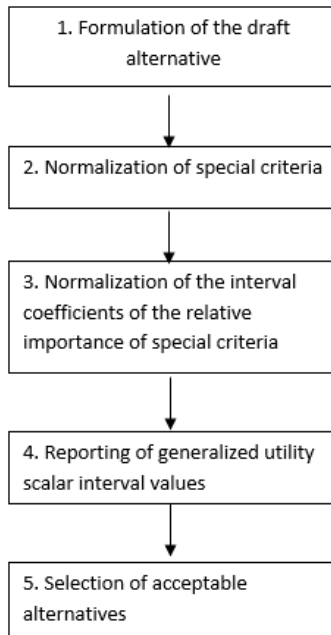 1. Formulation of the draft
alternative
2. Normalization of special criteria
3. Normalization of the interval
coefficients of the relative
importance of special criteria
4. Reporting of generalized utility
scalar interval values
5. Selection of acceptable
alternatives